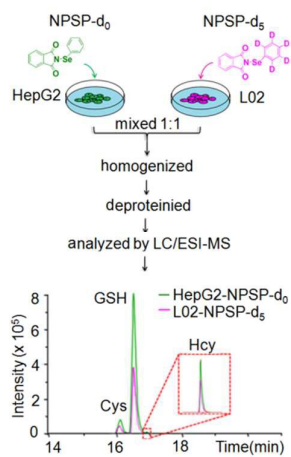 NPSP-d0 NPSP-d5
O N-Se O
O N-Se O D D D D D
HepG2 L02
mixed 1:1
homogenized
deproteinied
analyzed by LC/ESI-MS
Intensity(x 10⁵)
8
6
4
2
0
GSH
HepG2-NPSP-d0
L02-NPSP-d5
Hcy
Cys
14 16 18 Time(min)